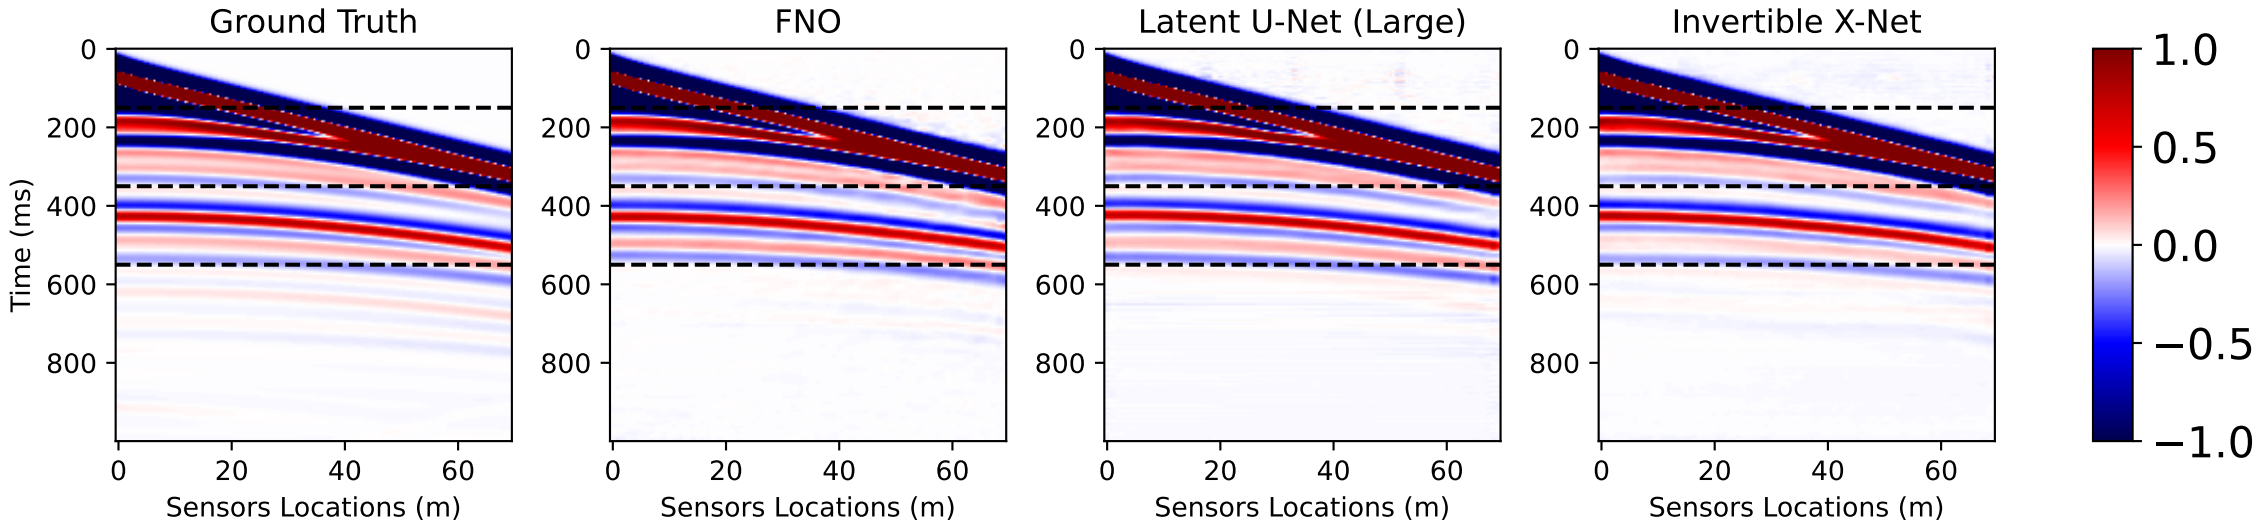 Ground Truth
FNO
Latent U-Net (Large)
Invertible X-Net
0
200
400
600
800
Time (ms)
0 20 40 60
Sensors Locations (m)
0
200
400
600
800
0 20 40 60
Sensors Locations (m)
0
200
400
600
800
0 20 40 60
Sensors Locations (m)
0
200
400
600
800
0 20 40 60
Sensors Locations (m)
1.0
0.5
0.0
−0.5
−1.0